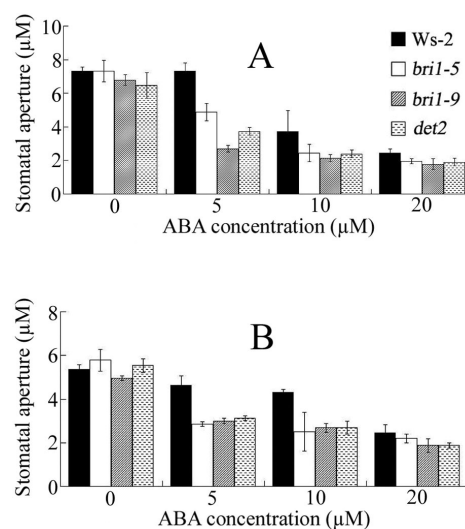 Stomatal aperture (µM)
10
8
6
4
2
0
A
Ws-2
bri1-5
bri1-9
det2
0 5 10 20
ABA concentration (µM)
Stomatal aperture (µM)
8
6
4
2
0
B
0 5 10 20
ABA concentration (µM)